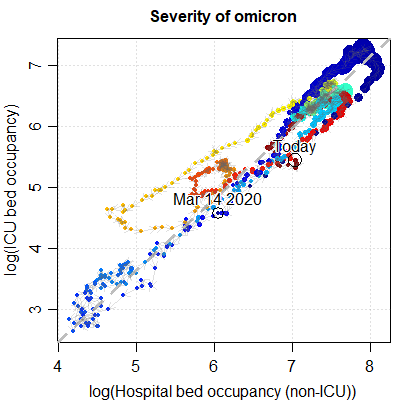 Severity of omicron
log(ICU bed occupancy)
7
6
5
4
3
Today
Mar 14 2020
4 5 6 7 8
log(Hospital bed occupancy (non-ICU))